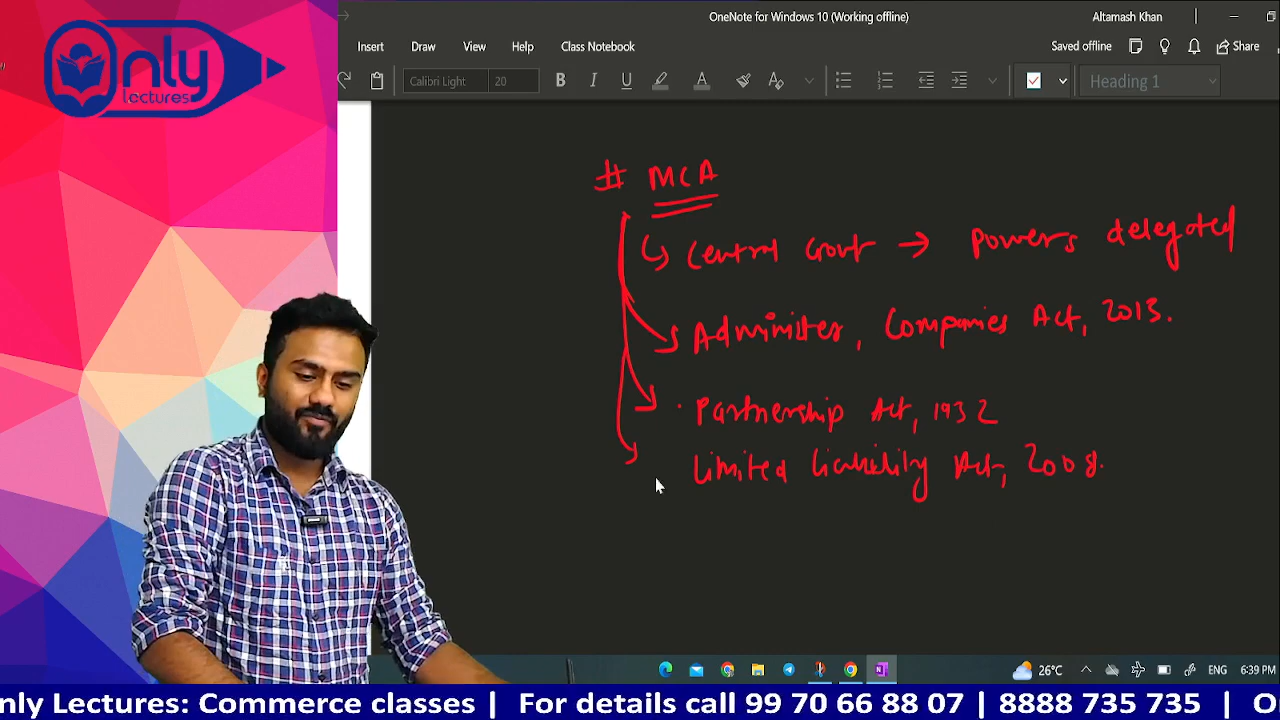 Only
lectures
OneNote for Windows 10 (Working offline)
Altamash Khan
Insert Draw View Help Class Notebook
Saved offline
Share
Calibri Light 20 B I U A Heading 1
# MCA
Central Govt → Powers delegated
Administer, Companies Act, 2013.
Partnership Act, 1932
Limited Liability Act, 2008.
26°C ENG 6:39 PM
nly Lectures: Commerce classes | For details call 99 70 66 88 07 | 8888 735 735 | O